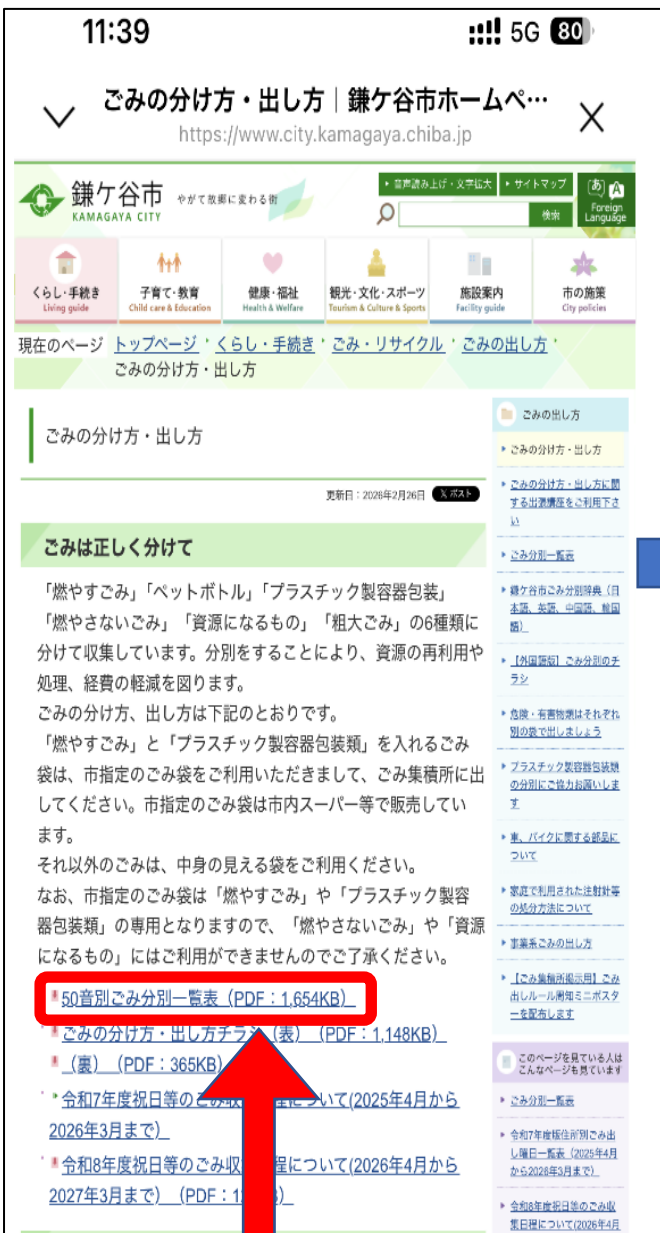 11:39
5G 80
ごみの分け方・出し方｜鎌ケ谷市ホームペ…
https://www.city.kamagaya.chiba.jp
鎌ケ谷市
KAMAGAYA CITY
やがて故郷に変わる街
音声読み上げ・文字拡大
サイトマップ
検索
あ A
Foreign
Language
くらし・手続き
Living guide
子育て・教育
Child care & Education
健康・福祉
Health & Welfare
観光・文化・スポーツ
Tourism & Culture & Sports
施設案内
Facility guide
市の施策
City policies
現在のページ トップページ くらし・手続き ごみ・リサイクル ごみの出し方
ごみの分け方・出し方
ごみの分け方・出し方
更新日：2026年2月26日
X ポスト
ごみは正しく分けて
「燃やすごみ」「ペットボトル」「プラスチック製容器包装」
「燃やさないごみ」「資源になるもの」「粗大ごみ」の6種類に
分けて収集しています。分別をすることにより、資源の再利用や
処理、経費の軽減を図ります。
ごみの分け方、出し方は下記のとおりです。
「燃やすごみ」と「プラスチック製容器包装類」を入れるごみ
袋は、市指定のごみ袋をご利用いただきまして、ごみ集積所に出
してください。市指定のごみ袋は市内スーパー等で販売してい
ます。
それ以外のごみは、中身の見える袋をご利用ください。
なお、市指定のごみ袋は「燃やすごみ」や「プラスチック製容
器包装類」の専用となりますので、「燃やさないごみ」や「資源
になるもの」にはご利用ができませんのでご了承ください。
50音別ごみ分別一覧表（PDF：1,654KB）
ごみの分け方・出し方チラシ（表）（PDF：1,148KB）
（裏）（PDF：365KB）
令和7年度祝日等のごみ収 ついて(2025年4月から
2026年3月まで)
令和8年度祝日等のごみ収 程について(2026年4月から
2027年3月まで)（PDF：1
ごみの出し方
ごみの分け方・出し方
ごみの分け方・出し方に関
する出張講座をご利用下さ
い
ごみ分別一覧表
鎌ケ谷市ごみ分別辞典（日
本語、英語、中国語、韓国
語）
【外国語版】ごみ分別のチ
ラシ
危険・有害物類はそれぞれ
別の袋で出しましょう
プラスチック製容器包装類
の分別にご協力お願いしま
す
車、バイクに関する部品に
ついて
家庭で利用された注射針等
の処分方法について
事業系ごみの出し方
【ごみ集積所掲示用】ごみ
出しルール周知ミニポスタ
ーを配布します
このページを見ている人は
こんなページも見ています
ごみ分別一覧表
令和7年度版住所別ごみ出
し曜日一覧表（2025年4月
から2026年3月まで）
令和8年度祝日等のごみ収
集日程について(2026年4月